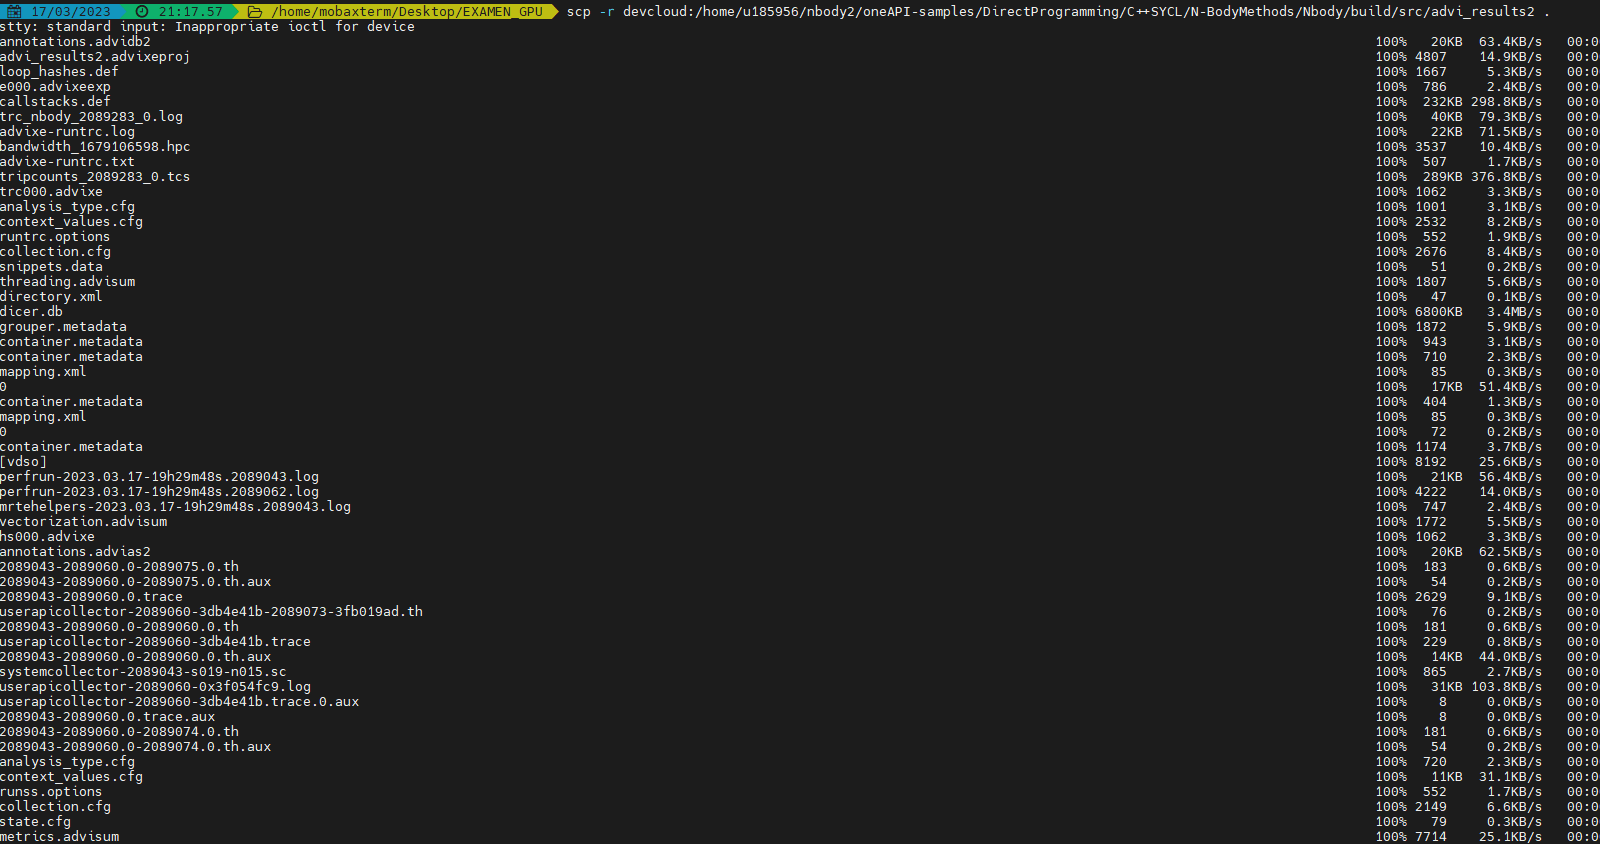 17/03/2023 21:17.57 /home/mobaxterm/Desktop/EXAMEN_GPU scp -r devcloud:/home/u185956/nbody2/oneAPI-samples/DirectProgramming/C++SYCL/N-BodyMethods/Nbody/build/src/advi_results2 .
stty: standard input: Inappropriate ioctl for device
annotations.advidb2 100% 20KB 63.4KB/s 00:0
advi_results2.advixeproj 100% 4807 14.9KB/s 00:0
loop_hashes.def 100% 1667 5.3KB/s 00:0
e000.advixeexp 100% 786 2.4KB/s 00:0
callstacks.def 100% 232KB 298.8KB/s 00:0
trc_nbody_2089283_0.log 100% 40KB 79.3KB/s 00:0
advixe-runtrc.log 100% 22KB 71.5KB/s 00:0
bandwidth_1679106598.hpc 100% 3537 10.4KB/s 00:0
advixe-runtrc.txt 100% 507 1.7KB/s 00:0
tripcounts_2089283_0.tcs 100% 289KB 376.8KB/s 00:0
trc000.advixe 100% 1062 3.3KB/s 00:0
analysis_type.cfg 100% 1001 3.1KB/s 00:0
context_values.cfg 100% 2532 8.2KB/s 00:0
runtrc.options 100% 552 1.9KB/s 00:0
collection.cfg 100% 2676 8.4KB/s 00:0
snippets.data 100% 51 0.2KB/s 00:0
threading.advisum 100% 1807 5.6KB/s 00:0
directory.xml 100% 47 0.1KB/s 00:0
dicer.db 100% 6800KB 3.4MB/s 00:0
grouper.metadata 100% 1872 5.9KB/s 00:0
container.metadata 100% 943 3.1KB/s 00:0
container.metadata 100% 710 2.3KB/s 00:0
mapping.xml 100% 85 0.3KB/s 00:0
0 100% 17KB 51.4KB/s 00:0
container.metadata 100% 404 1.3KB/s 00:0
mapping.xml 100% 85 0.3KB/s 00:0
0 100% 72 0.2KB/s 00:0
container.metadata 100% 1174 3.7KB/s 00:0
[vdso] 100% 8192 25.6KB/s 00:0
perfrun-2023.03.17-19h29m48s.2089043.log 100% 21KB 56.4KB/s 00:0
perfrun-2023.03.17-19h29m48s.2089062.log 100% 4222 14.0KB/s 00:0
mrtehelpers-2023.03.17-19h29m48s.2089043.log 100% 747 2.4KB/s 00:0
vectorization.advisum 100% 1772 5.5KB/s 00:0
hs000.advixe 100% 1062 3.3KB/s 00:0
annotations.advias2 100% 20KB 62.5KB/s 00:0
2089043-2089060.0-2089075.0.th 100% 183 0.6KB/s 00:0
2089043-2089060.0-2089075.0.th.aux 100% 54 0.2KB/s 00:0
2089043-2089060.0.trace 100% 2629 9.1KB/s 00:0
userapicollector-2089060-3db4e41b-2089073-3fb019ad.th 100% 76 0.2KB/s 00:0
2089043-2089060.0-2089060.0.th 100% 181 0.6KB/s 00:0
userapicollector-2089060-3db4e41b.trace 100% 229 0.8KB/s 00:0
2089043-2089060.0-2089060.0.th.aux 100% 14KB 44.0KB/s 00:0
systemcollector-2089043-s019-n015.sc 100% 865 2.7KB/s 00:0
userapicollector-2089060-0x3f054fc9.log 100% 31KB 103.8KB/s 00:0
userapicollector-2089060-3db4e41b.trace.0.aux 100% 8 0.0KB/s 00:0
2089043-2089060.0.trace.aux 100% 8 0.0KB/s 00:0
2089043-2089060.0-2089074.0.th 100% 181 0.6KB/s 00:0
2089043-2089060.0-2089074.0.th.aux 100% 54 0.2KB/s 00:0
analysis_type.cfg 100% 720 2.3KB/s 00:0
context_values.cfg 100% 11KB 31.1KB/s 00:0
runss.options 100% 552 1.7KB/s 00:0
collection.cfg 100% 2149 6.6KB/s 00:0
state.cfg 100% 79 0.3KB/s 00:0
metrics.advisum 100% 7714 25.1KB/s 00:0